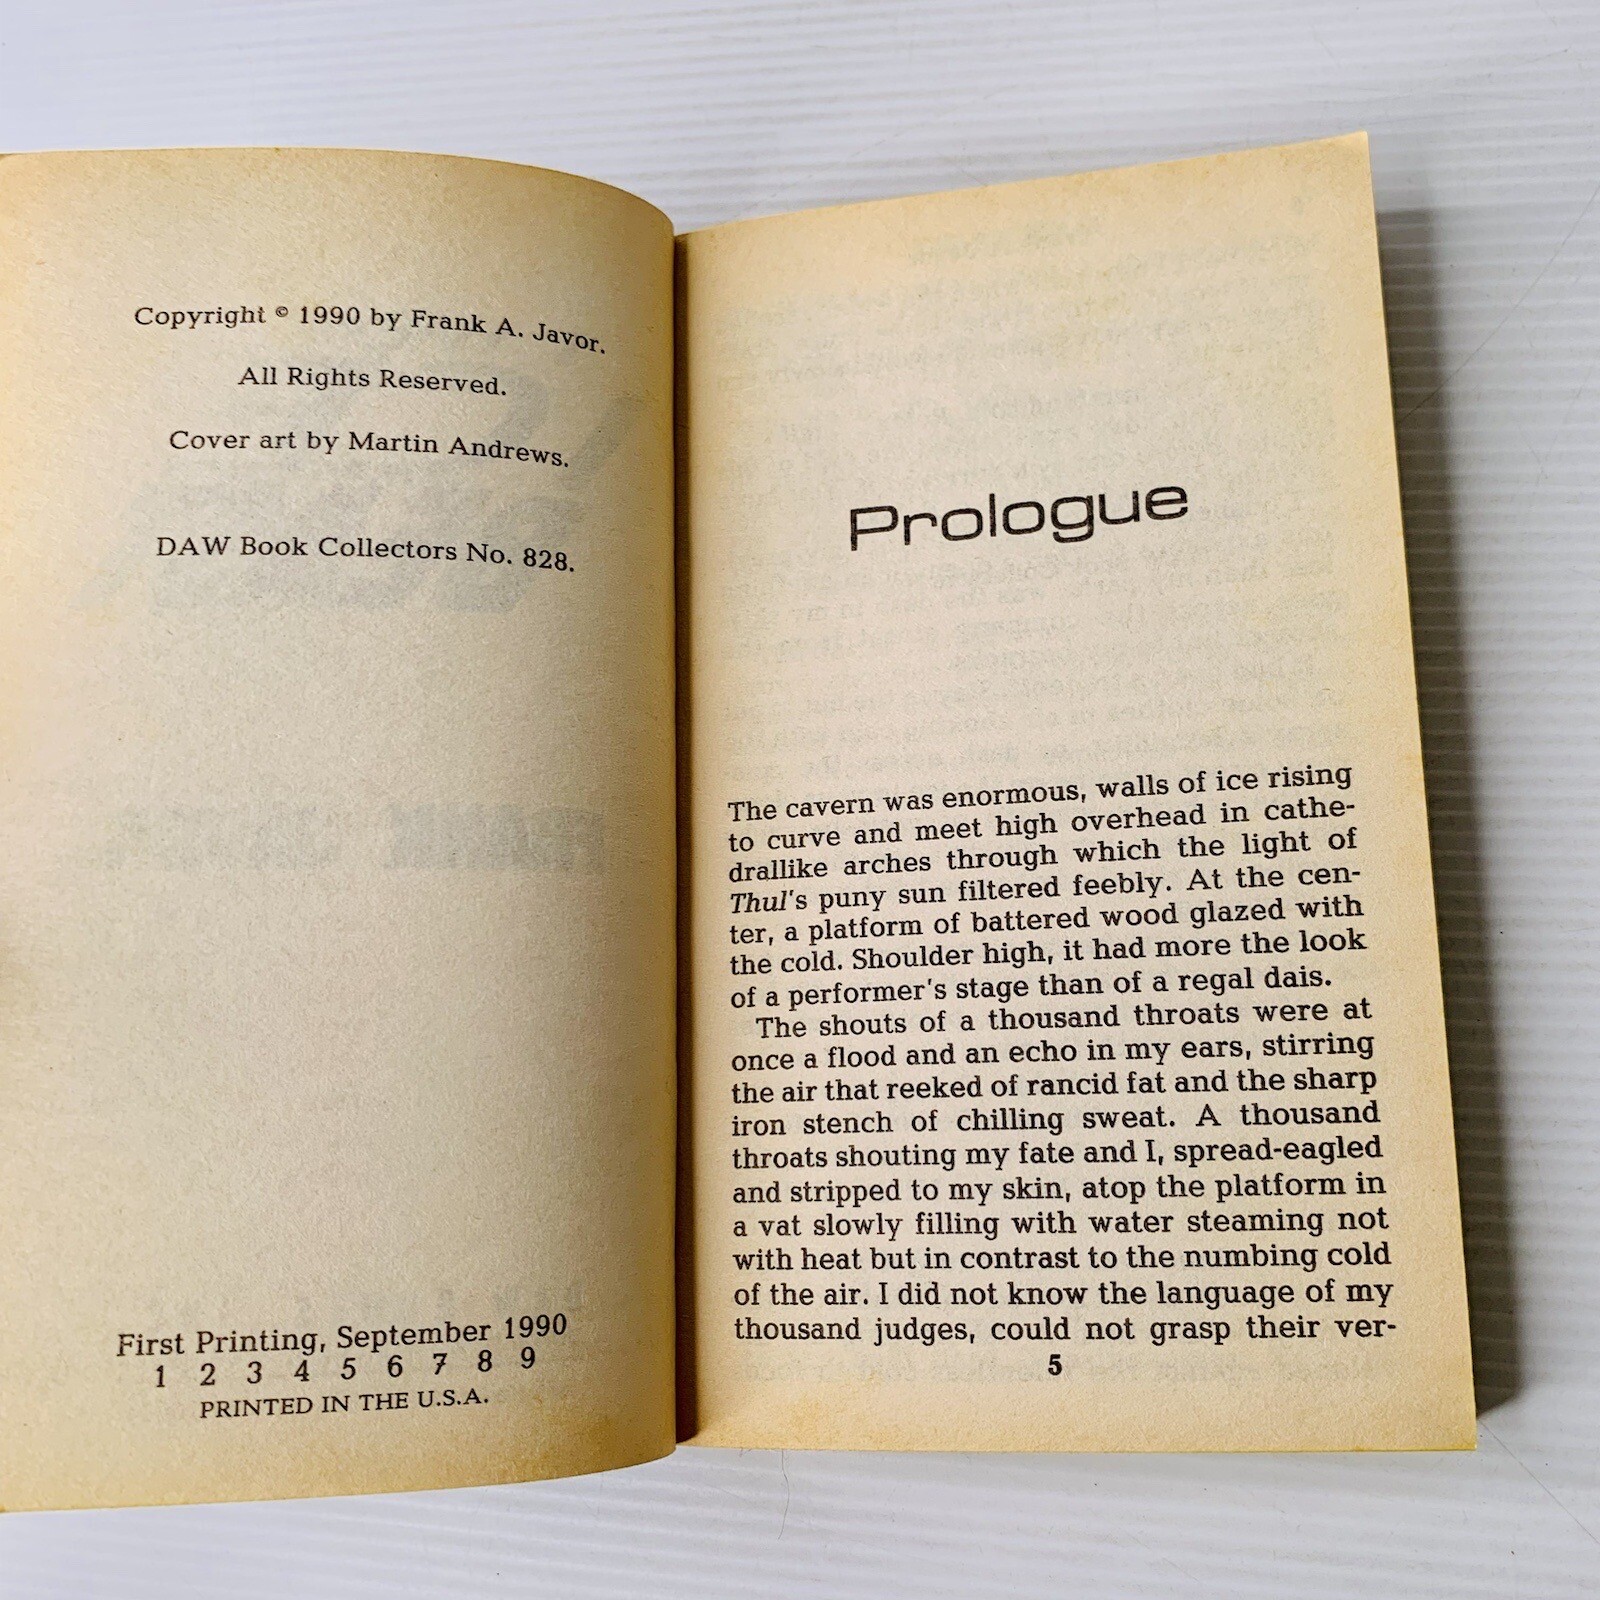 Copyright © 1990 by Frank A. Javor.
All Rights Reserved.
Cover art by Martin Andrews.
DAW Book Collectors No. 828.
First Printing, September 1990
1 2 3 4 5 6 7 8 9
PRINTED IN THE U.S.A.
Prologue
The cavern was enormous, walls of ice rising
to curve and meet high overhead in cathe-
drallike arches through which the light of
Thul's puny sun filtered feebly. At the cen-
ter, a platform of battered wood glazed with
the cold. Shoulder high, it had more the look
of a performer's stage than of a regal dais.
The shouts of a thousand throats were at
once a flood and an echo in my ears, stirring
the air that reeked of rancid fat and the sharp
iron stench of chilling sweat. A thousand
throats shouting my fate and I, spread-eagled
and stripped to my skin, atop the platform in
a vat slowly filling with water steaming not
with heat but in contrast to the numbing cold
of the air. I did not know the language of my
thousand judges, could not grasp their ver-
5